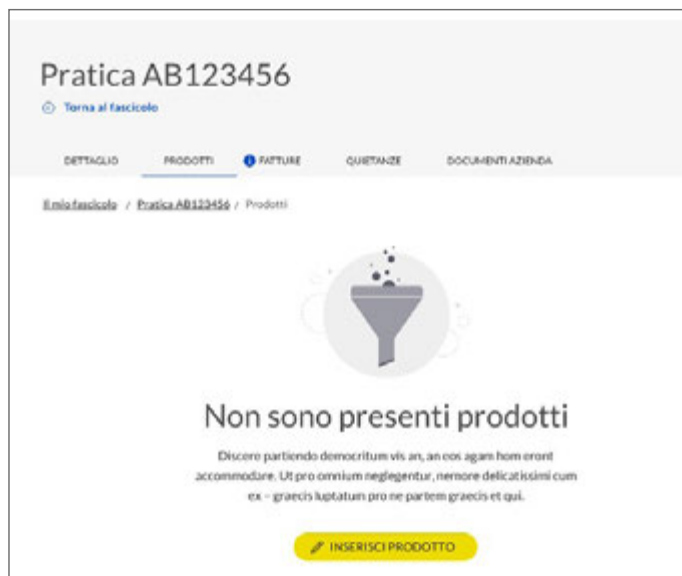 Pratica AB123456
Torna al fascicolo
DETTAGLIO PRODOTTI FATTURE QUIETANZE DOCUMENTI AZIENDA
Il mio fascicolo / Pratica AB123456 / Prodotti
Non sono presenti prodotti
Discere partiendo democritum vis an, an eos agam hom eront
accommodare. Ut pro omnium neglegentur, nemore delicatissimi cum
ex – graecis luptatum pro ne partem graecis et qui.
INSERISCI PRODOTTO